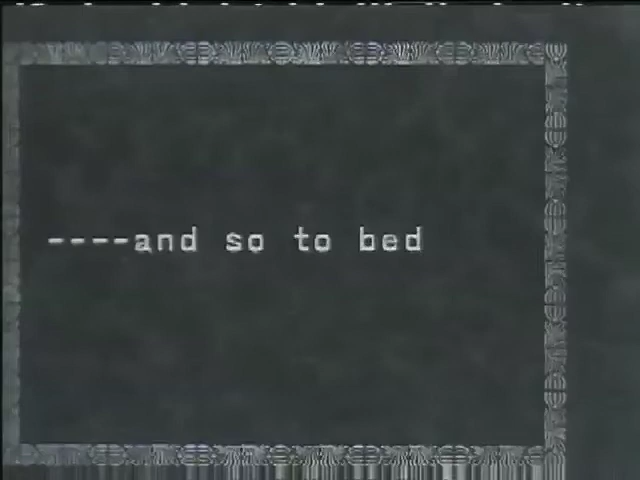 ----and so to bed